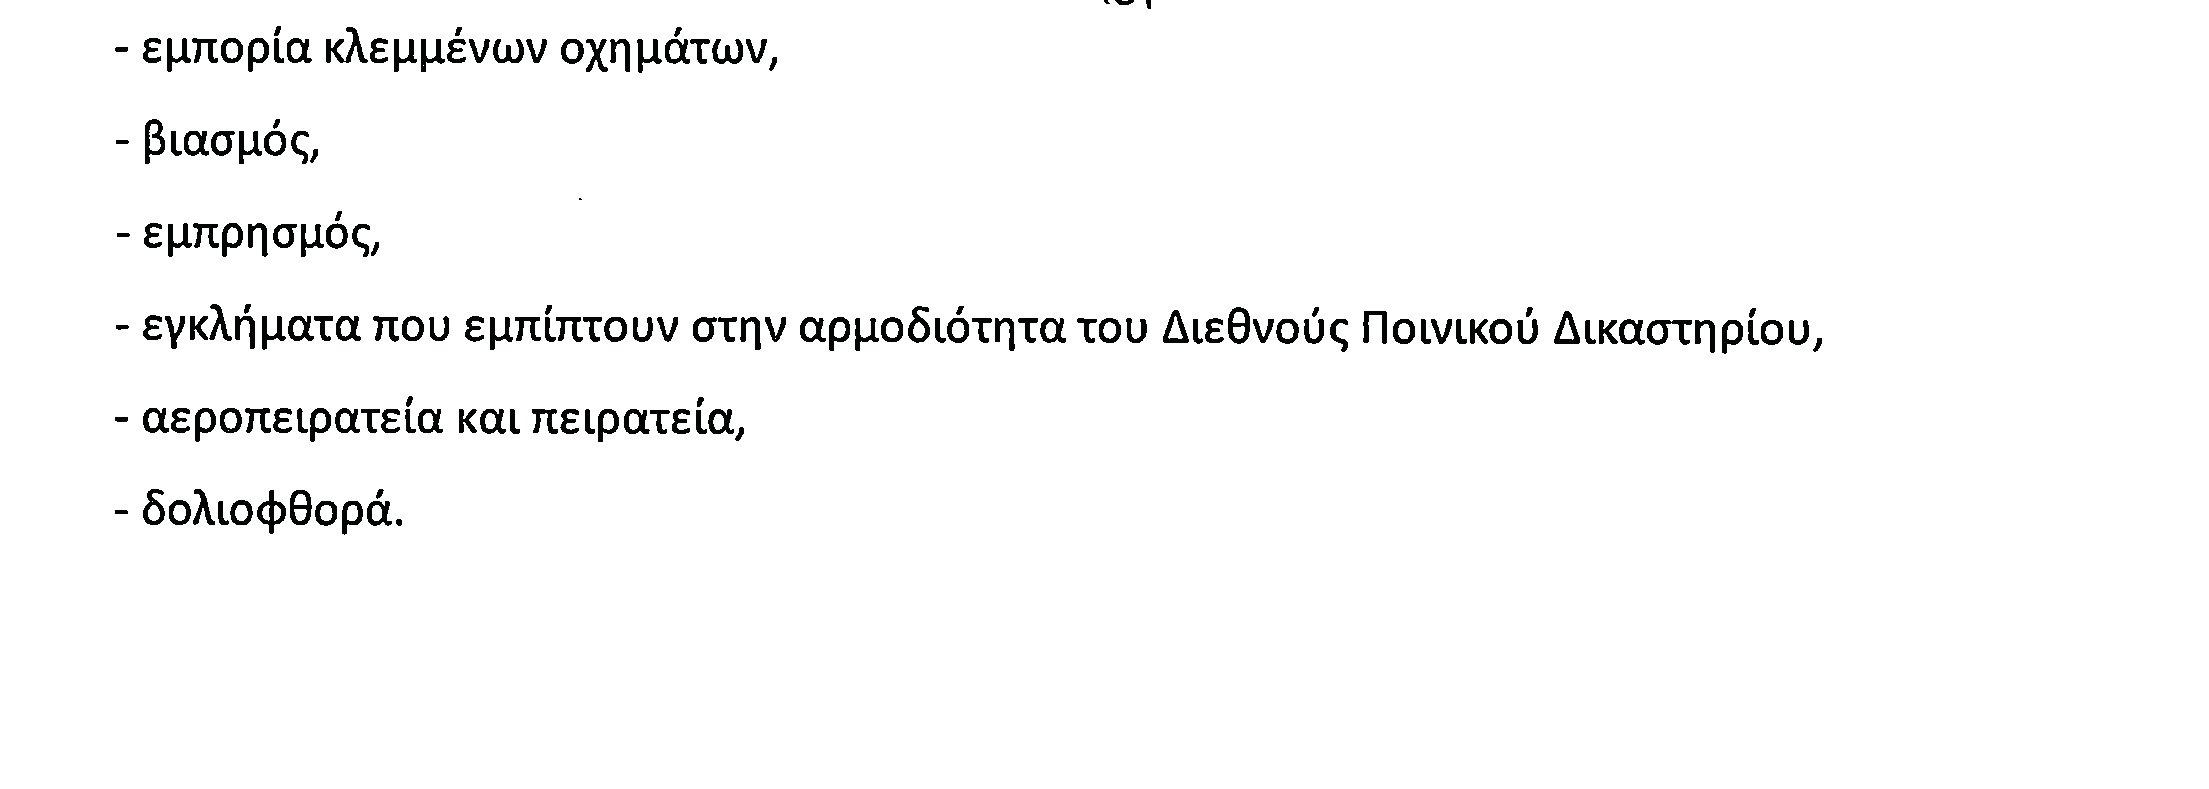 - εμπορία κλεμμένων οχημάτων,
- βιασμός,
- εμπρησμός,
- εγκλήματα που εμπίπτουν στην αρμοδιότητα του Διεθνούς Ποινικού Δικαστηρίου,
- αεροπειρατεία και πειρατεία,
- δολιοφθορά.